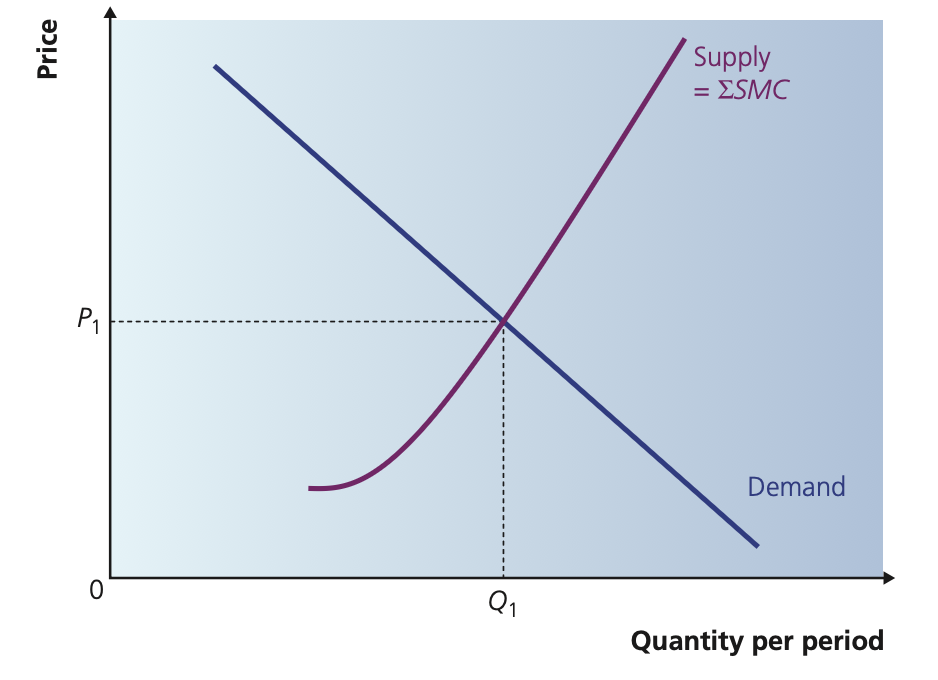 Price
Supply
= ΣSMC
P1
Demand
0
Q1
Quantity per period